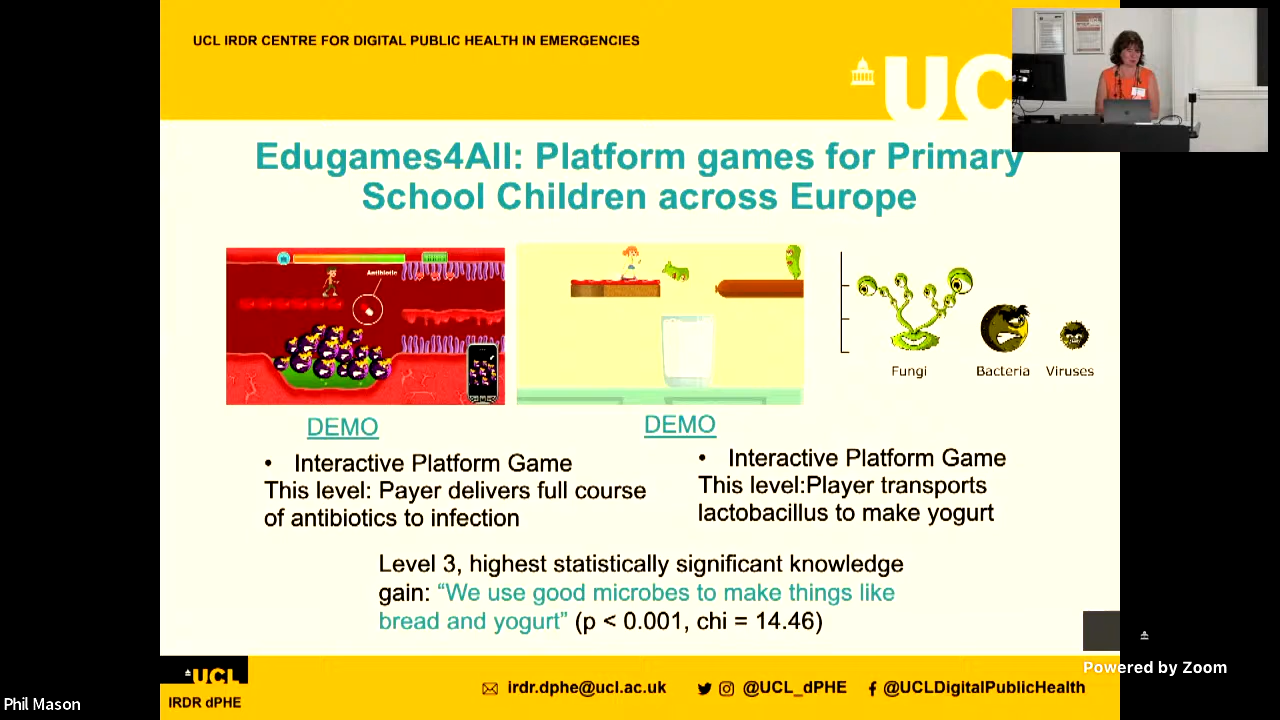 UCL IRDR CENTRE FOR DIGITAL PUBLIC HEALTH IN EMERGENCIES
UC
Edugames4All: Platform games for Primary
School Children across Europe
Antibiotic
Fungi
Bacteria
Viruses
DEMO
• Interactive Platform Game
This level: Payer delivers full course
of antibiotics to infection
DEMO
• Interactive Platform Game
This level:Player transports
lactobacillus to make yogurt
Level 3, highest statistically significant knowledge
gain: “We use good microbes to make things like
bread and yogurt” (p < 0.001, chi = 14.46)
UCL
IRDR dPHE
irdr.dphe@ucl.ac.uk
@UCL_dPHE
@UCLDigitalPublicHealth
Powered by Zoom
Phil Mason